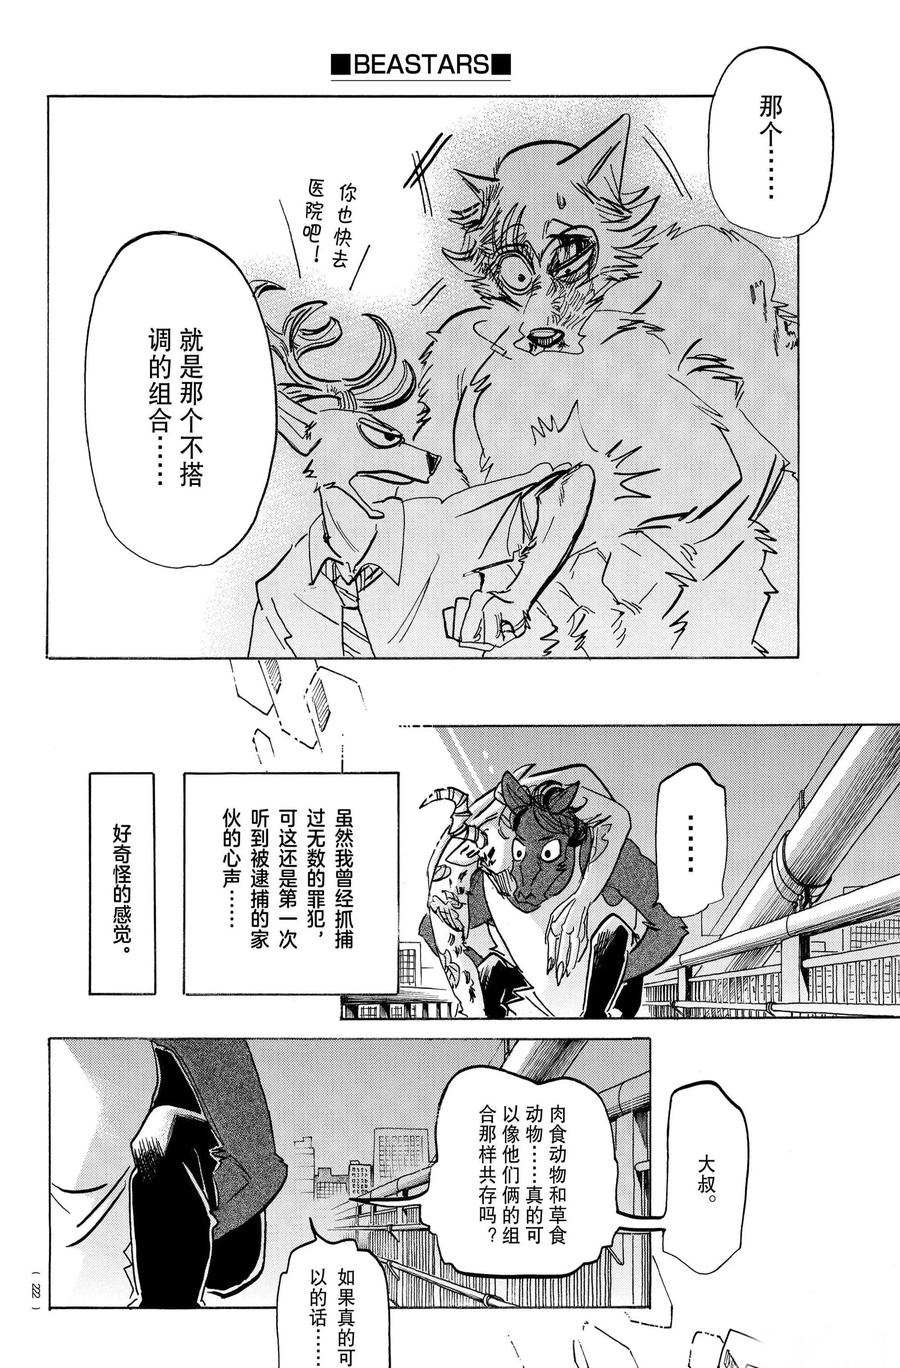 ■BEASTARS■
那个……
你也快去
医院吧！
就是那个不搭
调的组合……
……
虽然我曾经抓捕
过无数的罪犯，
可这还是第一次
听到被逮捕的家
伙的心声……
好奇怪的感觉。
大叔。
肉食动物和草食
动物……真的可
以像他们俩的组
合那样共存吗？
如果真的可
以的话……
(222)